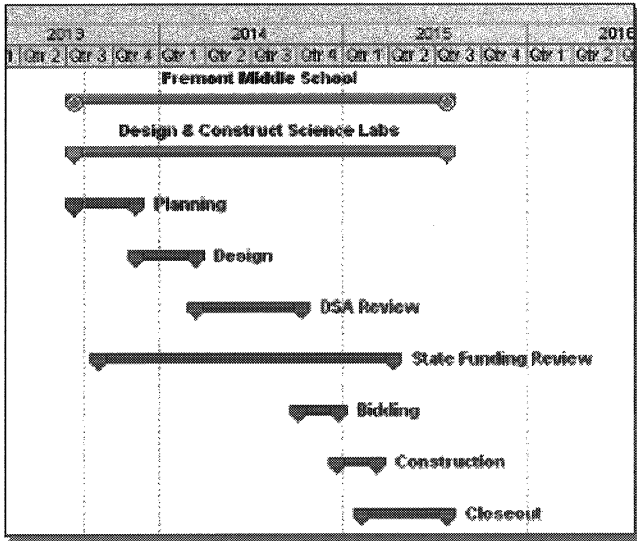 2013 2014 2015 2016
1 Qtr 2 Qtr 3 Qtr 4 Qtr 1 Qtr 2 Qtr 3 Qtr 4 Qtr 1 Qtr 2 Qtr 3 Qtr 4 Qtr 1 Qtr 2 Q
Fremont Middle School
Design & Construct Science Labs
Planning
Design
DSA Review
State Funding Review
Bidding
Construction
Closeout